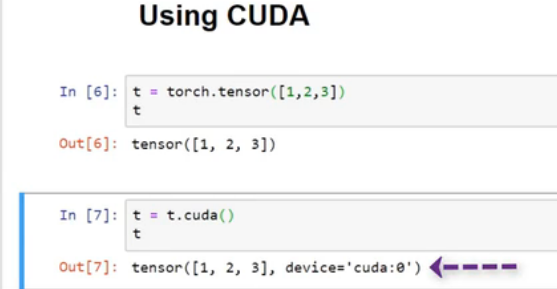 Using CUDA
In [6]: t = torch.tensor([1,2,3])
t
Out[6]: tensor([1, 2, 3])
In [7]: t = t.cuda()
t
Out[7]: tensor([1, 2, 3], device='cuda:0')